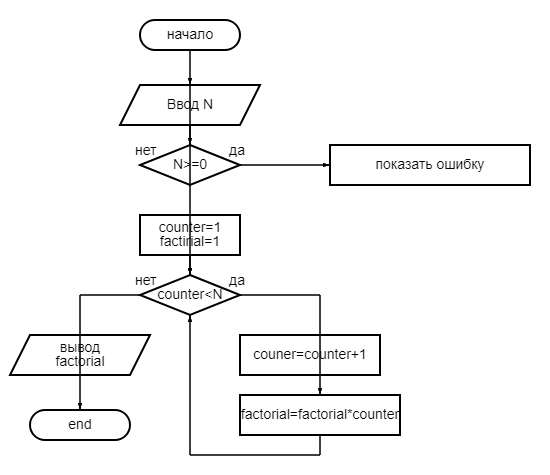 начало
Ввод N
нет
да
N>=0
показать ошибку
counter=1
factirial=1
нет
да
counter<N
вывод
factorial
couner=counter+1
factorial=factorial*counter
end